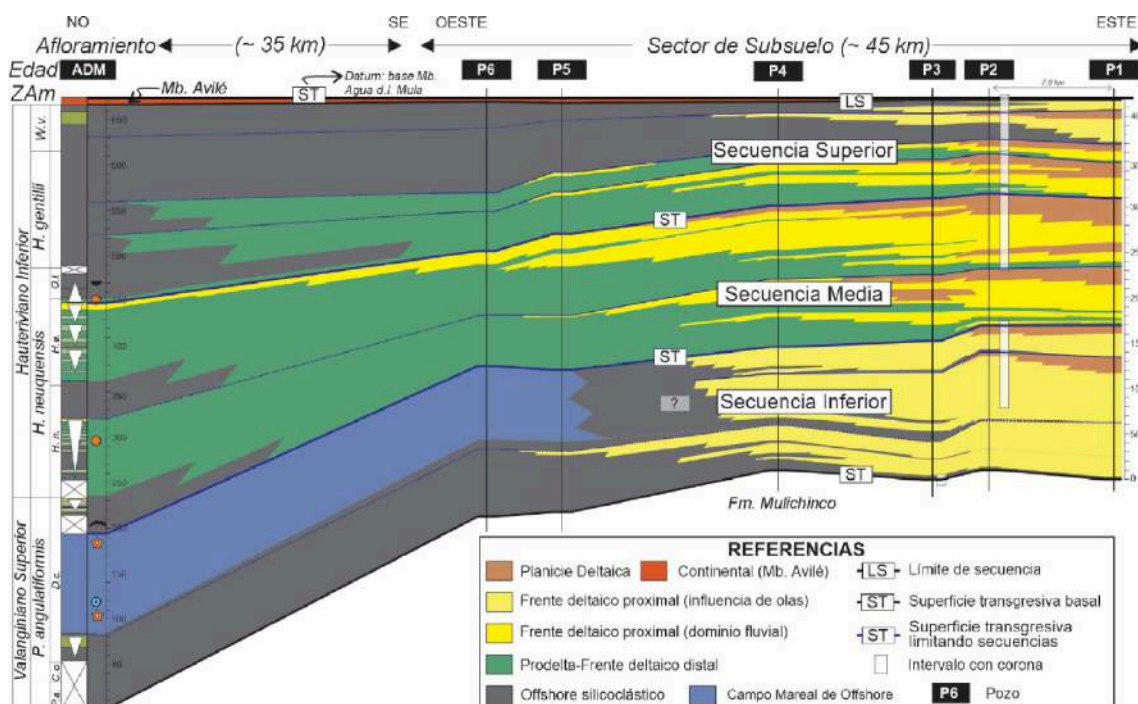 NO SE OESTE ESTE
Afloramiento (~ 35 km) Sector de Subsuelo (~ 45 km)
Edad ADM P6 P5 P4 P3 P2 P1
ZAm Mb. Avilé ST Datum: base Mb.
Agua d.l. Mula
7,0 km
LS
Secuencia Superior
ST
Secuencia Media
ST
?
Secuencia Inferior
ST
Fm. Mulichinco
Hauteriviano Inferior
Valanginiano Superior
W.v.
H. gentilii
H. neuquensis
P. angulatiformis
O.l.
H.n.
D.c.
REFERENCIAS
Planicie Deltaica Continental (Mb. Avilé) LS Límite de secuencia
Frente deltaico proximal (influencia de olas) ST Superficie transgresiva basal
Frente deltaico proximal (dominio fluvial) ST Superficie transgresiva
limitando secuencias
Prodelta-Frente deltaico distal Intervalo con corona
Offshore silicoclástico Campo Mareal de Offshore P6 Pozo